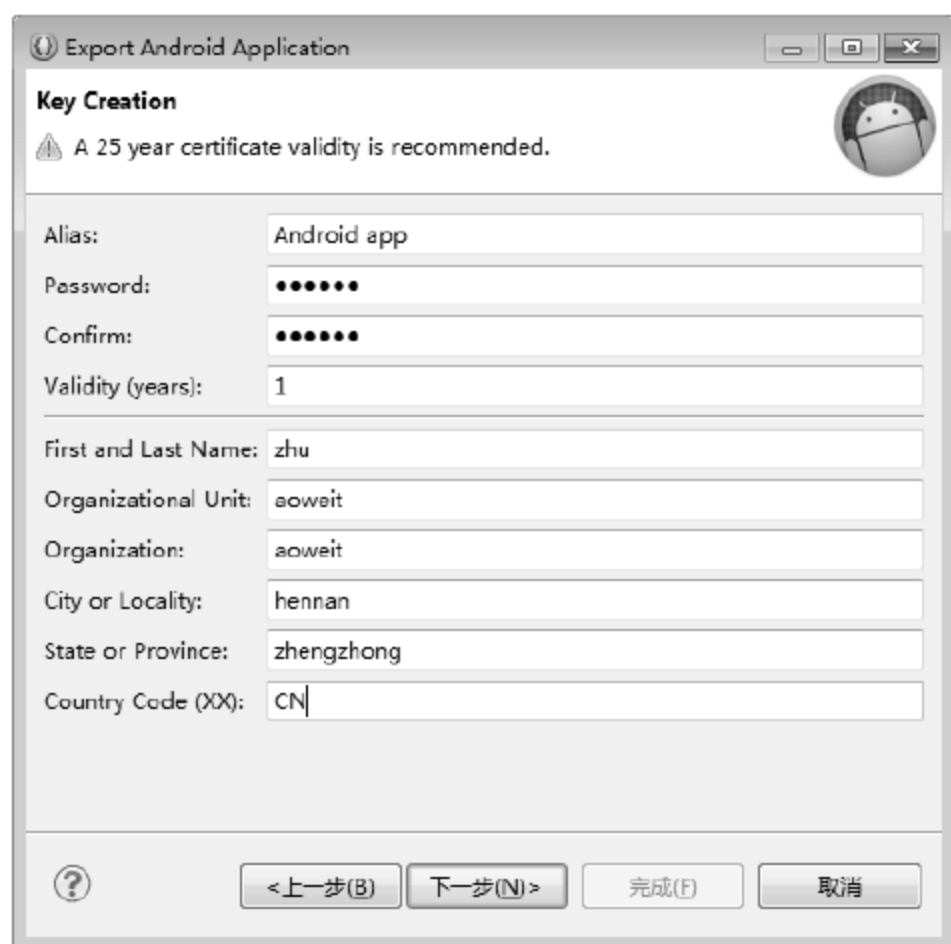 Export Android Application
Key Creation
A 25 year certificate validity is recommended.
Alias: Android app
Password: ••••••
Confirm: ••••••
Validity (years): 1
First and Last Name: zhu
Organizational Unit: aoweit
Organization: aoweit
City or Locality: hennan
State or Province: zhengzhong
Country Code (XX): CN
? <上一步(B) 下一步(N)> 完成(F) 取消